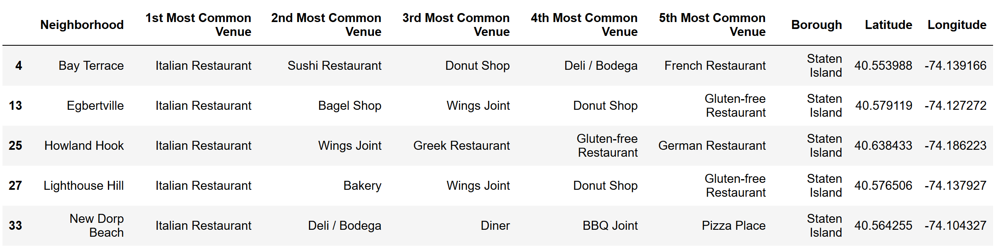 Neighborhood 1st Most Common Venue 2nd Most Common Venue 3rd Most Common Venue 4th Most Common Venue 5th Most Common Venue Borough Latitude Longitude
4 Bay Terrace Italian Restaurant Sushi Restaurant Donut Shop Deli / Bodega French Restaurant Staten Island 40.553988 -74.139166
13 Egbertville Italian Restaurant Bagel Shop Wings Joint Donut Shop Gluten-free Restaurant Staten Island 40.579119 -74.127272
25 Howland Hook Italian Restaurant Wings Joint Greek Restaurant Gluten-free Restaurant German Restaurant Staten Island 40.638433 -74.186223
27 Lighthouse Hill Italian Restaurant Bakery Wings Joint Donut Shop Gluten-free Restaurant Staten Island 40.576506 -74.137927
33 New Dorp Beach Italian Restaurant Deli / Bodega Diner BBQ Joint Pizza Place Staten Island 40.564255 -74.104327